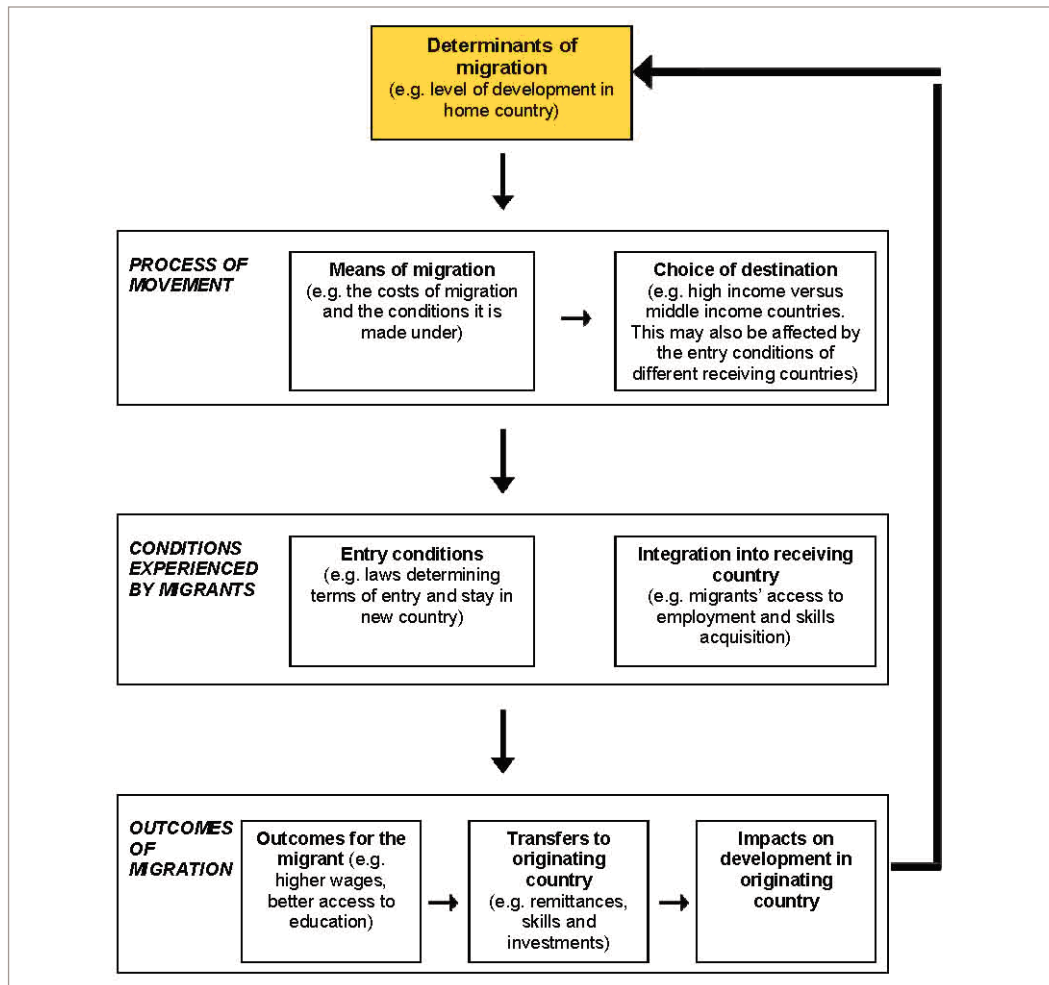 Determinants of
migration
(e.g. level of development in
home country)
PROCESS OF
MOVEMENT
Means of migration
(e.g. the costs of migration
and the conditions it is
made under)
Choice of destination
(e.g. high income versus
middle income countries.
This may also be affected by
the entry conditions of
different receiving countries)
CONDITIONS
EXPERIENCED
BY MIGRANTS
Entry conditions
(e.g. laws determining
terms of entry and stay in
new country)
Integration into receiving
country
(e.g. migrants' access to
employment and skills
acquisition)
OUTCOMES
OF
MIGRATION
Outcomes for the
migrant (e.g.
higher wages,
better access to
education)
Transfers to
originating
country
(e.g. remittances,
skills and
investments)
Impacts on
development in
originating
country